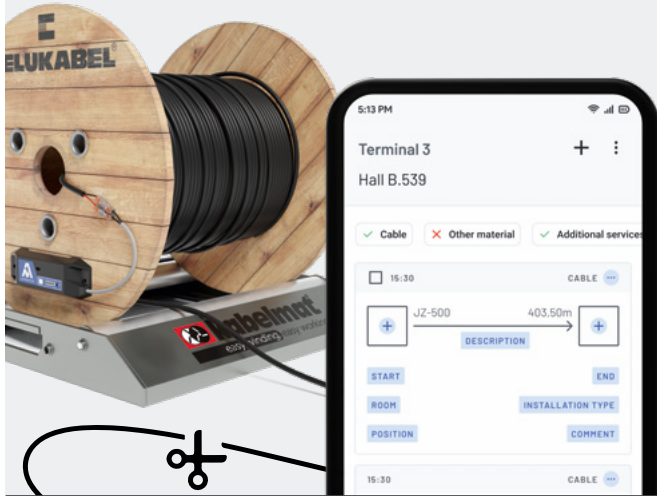 ELUKABEL
Kabelmat
easy winding easy working
5:13 PM
Terminal 3
Hall B.539
Cable
Other material
Additional services
15:30
CABLE
JZ-500
403,50m
DESCRIPTION
START
END
ROOM
INSTALLATION TYPE
POSITION
COMMENT
15:30
CABLE